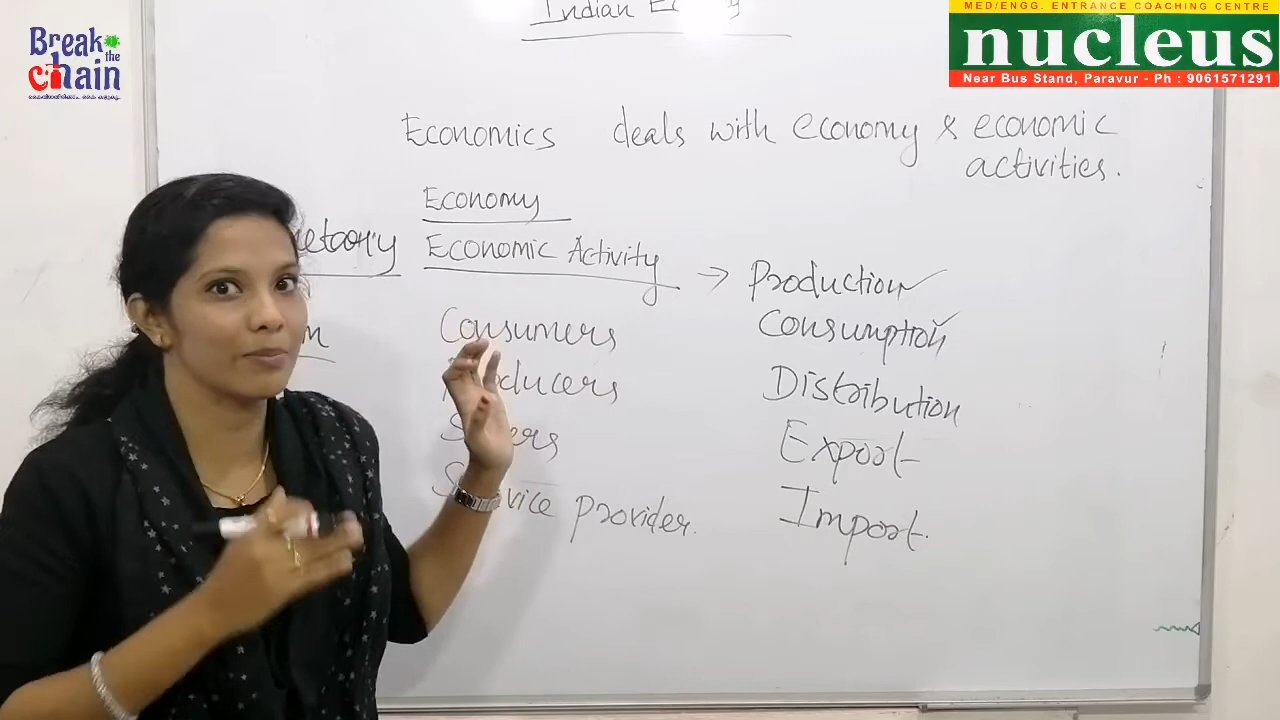 Break
the
chain
MED/ENGG. ENTRANCE COACHING CENTRE
nucleus
Near Bus Stand, Paravur - Ph : 9061571291
Indian
Economics deals with economy & economic
activities.
Economy
Economic Activity → Production
Consumers Consumption
Distribution
Export
Service provider.
Import.